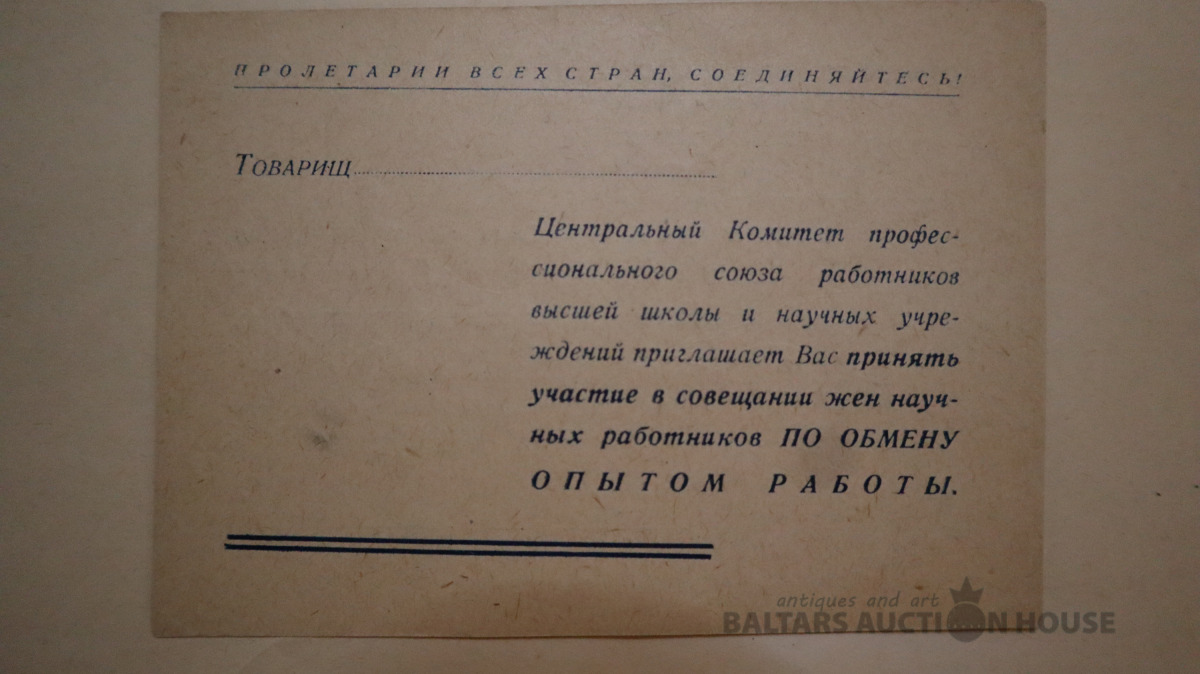 ПРОЛЕТАРИИ ВСЕХ СТРАН, СОЕДИНЯЙТЕСЬ!
ТОВАРИЩ
Центральный Комитет профес-
сионального союза работников
высшей школы и научных учре-
ждений приглашает Вас принять
участие в совещании жен науч-
ных работников ПО ОБМЕНУ
ОПЫТОМ РАБОТЫ.
antiques and art
BALTARS AUCTION HOUSE